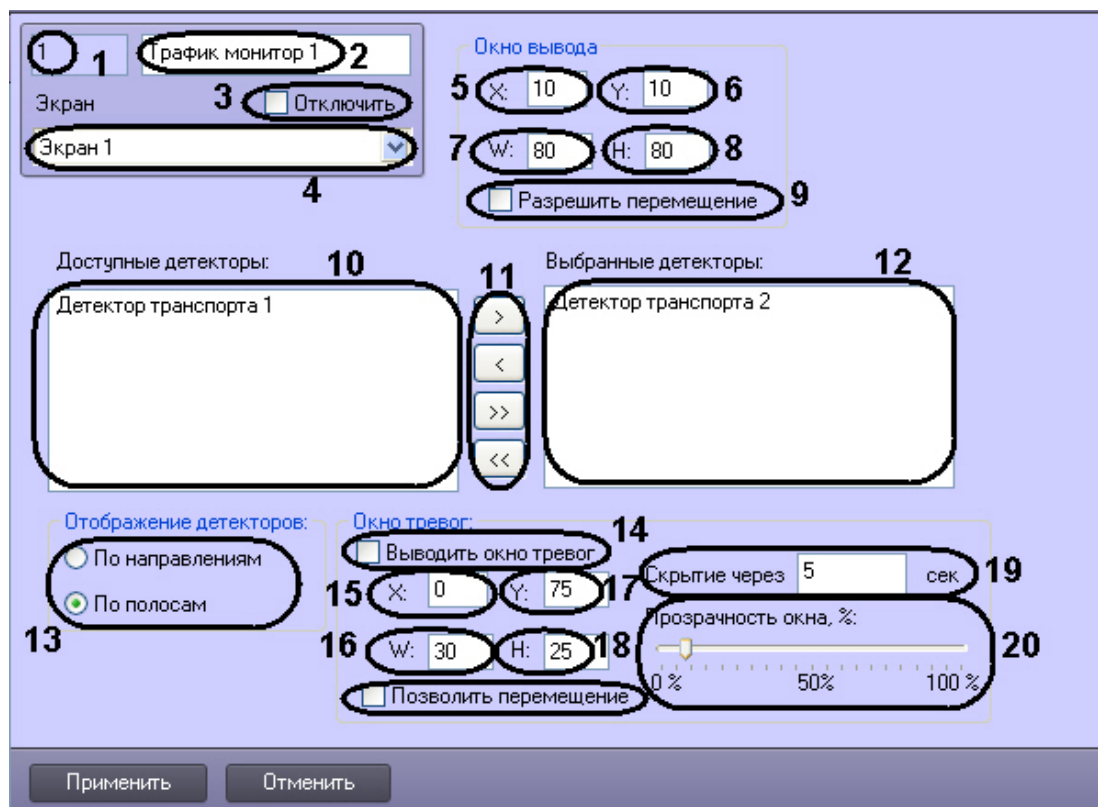 1 1 Трафик монитор 1 2
Экран 3 Отключить
Экран 1
4
Окно вывода
5 X: 10 Y: 10 6
7 W: 80 H: 80 8
Разрешить перемещение 9
Доступные детекторы: 10
Детектор транспорта 1
11
>
<
>>
<<
Выбранные детекторы: 12
Детектор транспорта 2
Отображение детекторов:
По направлениям
По полосам
13
Окно тревог: 14
Выводить окно тревог
15 X: 0 Y: 75 17
16 W: 30 H: 25 18
Позволить перемещение
Скрытие через 5 сек 19
Прозрачность окна, %:
20
0 % 50% 100 %
Применить Отменить